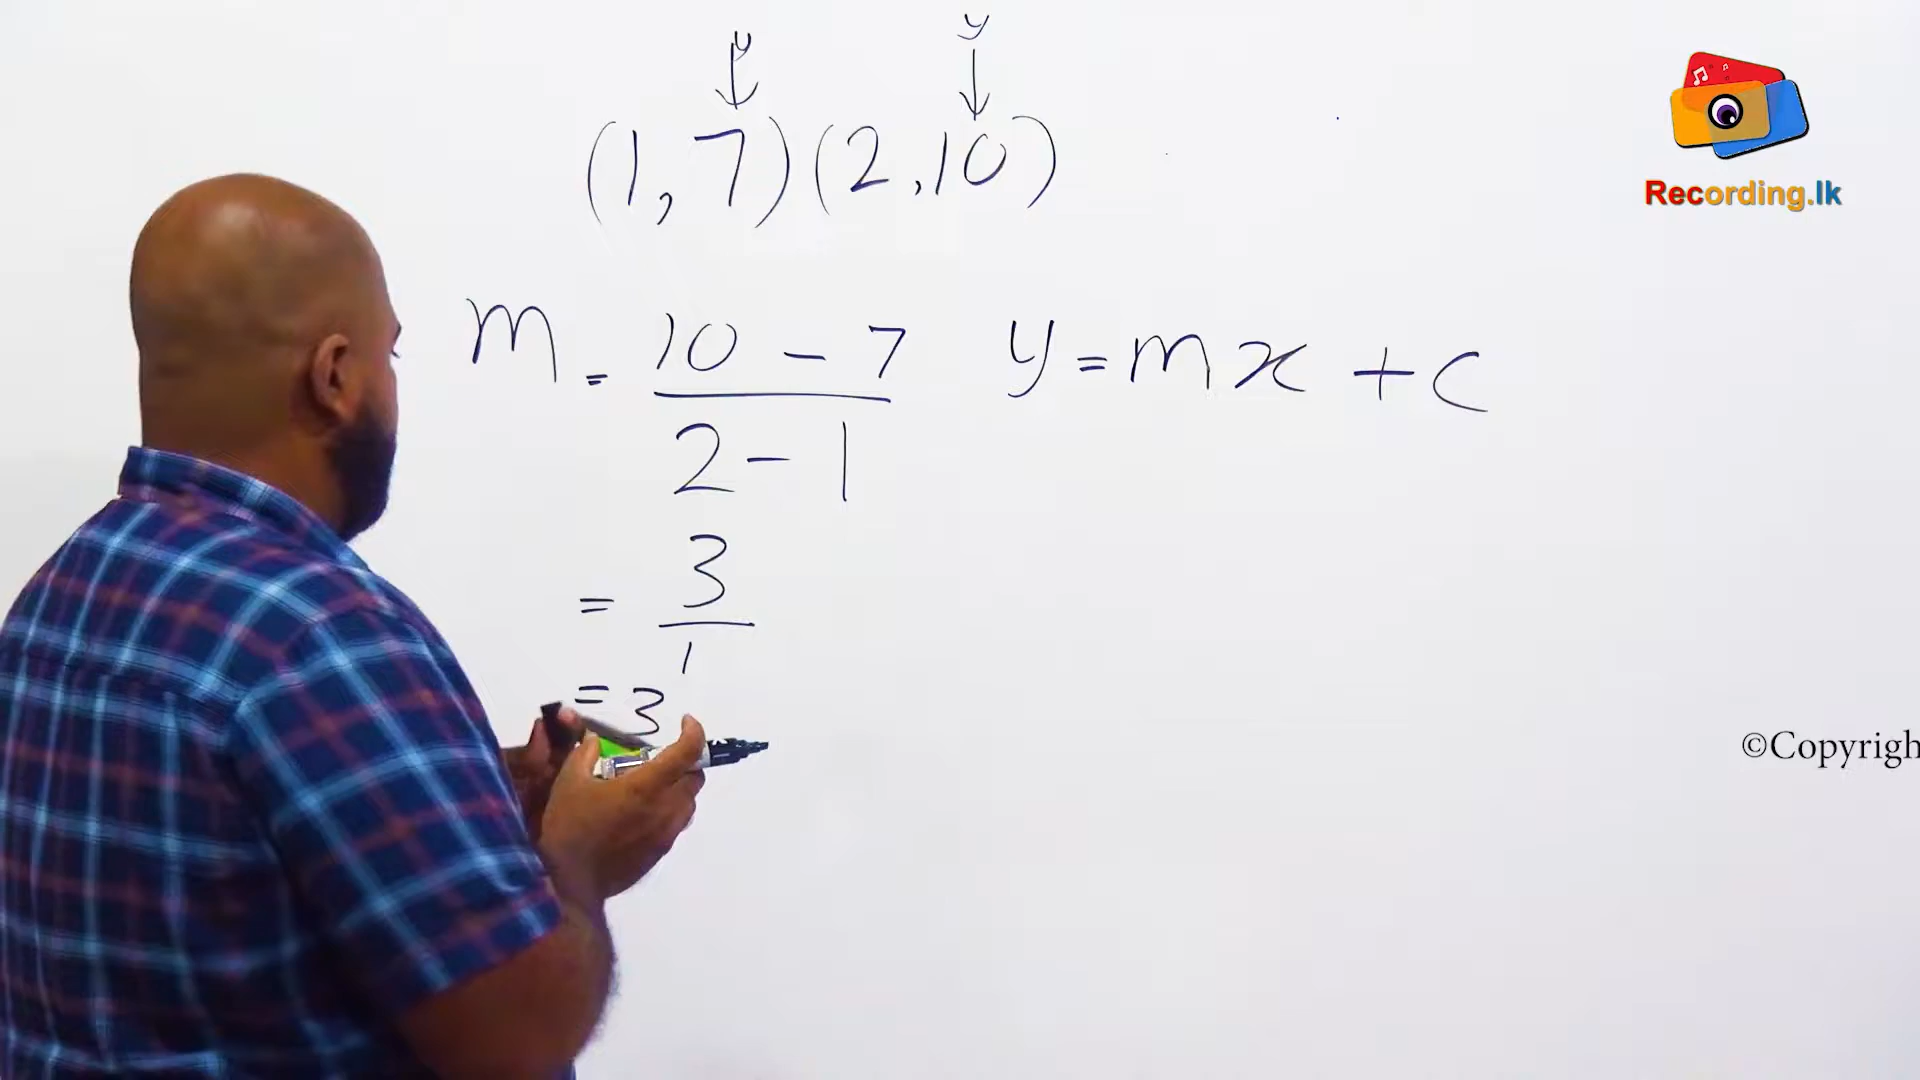 y y
(1, 7) (2, 10)
m = 10 - 7 y = mx + c
2 - 1
= 3
1
= 3
Recording.lk
©Copyrigh